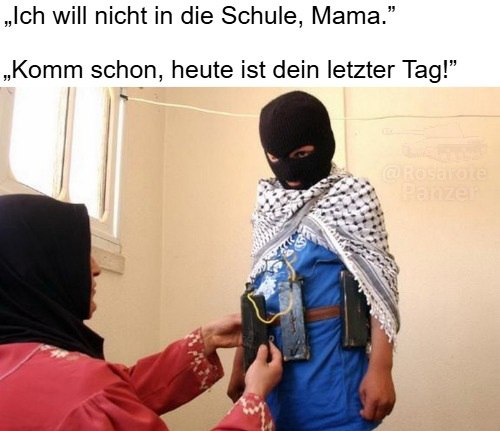 „Ich will nicht in die Schule, Mama.”
„Komm schon, heute ist dein letzter Tag!”
@Rosarote
Panzer